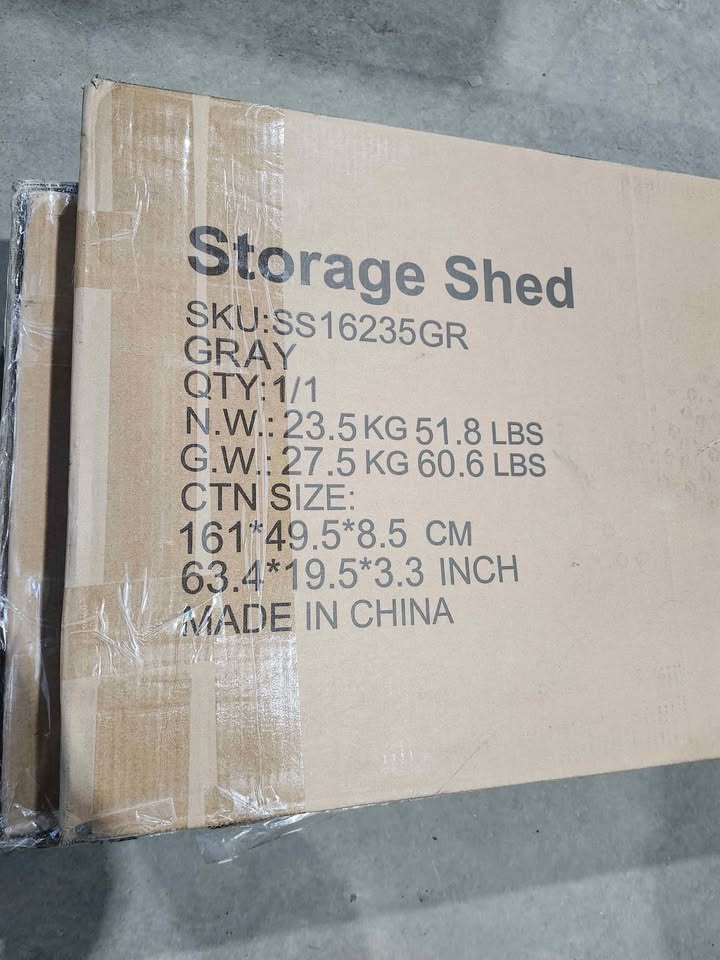 Storage Shed
SKU:SS16235GR
GRAY
QTY:1/1
N.W.: 23.5 KG 51.8 LBS
G.W.: 27.5 KG 60.6 LBS
CTN SIZE:
161*49.5*8.5 CM
63.4*19.5*3.3 INCH
MADE IN CHINA